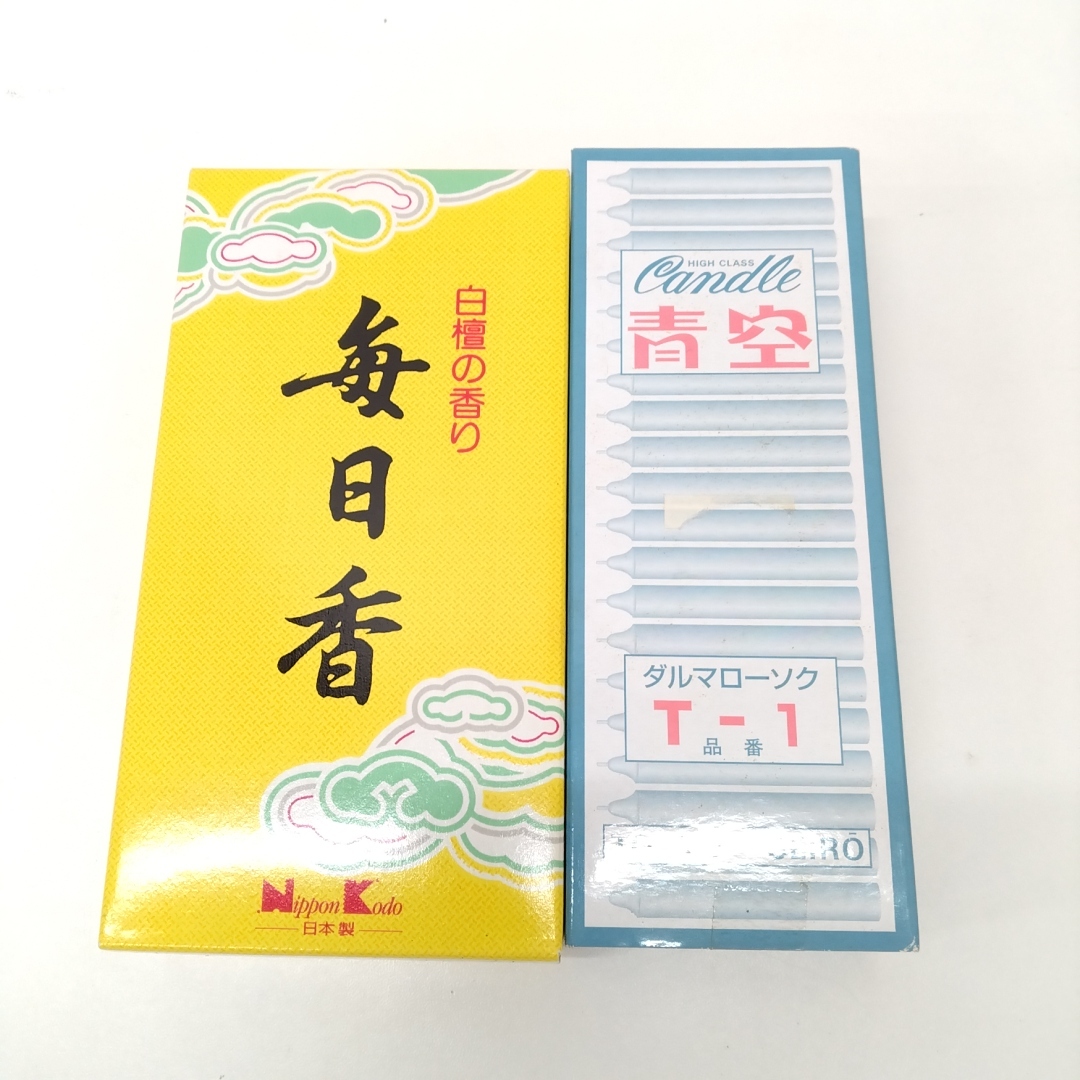 白檀の香り
毎日香
Nippon Kodo
日本製
HIGH CLASS
Candle
青空
ダルマローソク
T-1
品番